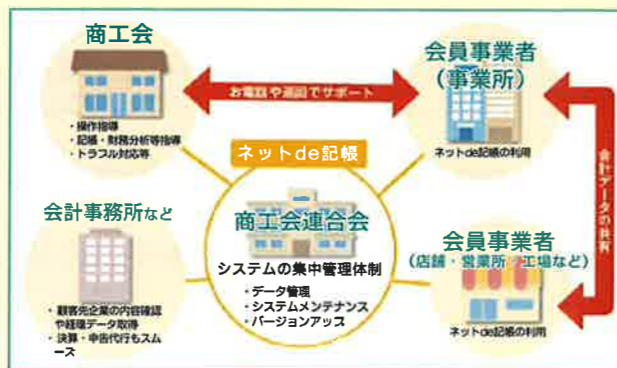 商工会
・操作指導
・記帳・財務分析等指導
・トラブル対応等
お電話や巡回でサポート
会員事業者
（事業所）
ネットde記帳の利用
会計データの共有
ネットde記帳
商工会連合会
システムの集中管理体制
・データ管理
・システムメンテナンス
・バージョンアップ
会計事務所など
・顧客先企業の内容確認
や経理データ取得
・決算・申告代行もスム
ーズ
会員事業者
（店舗・営業所・工場など）
ネットde記帳の利用